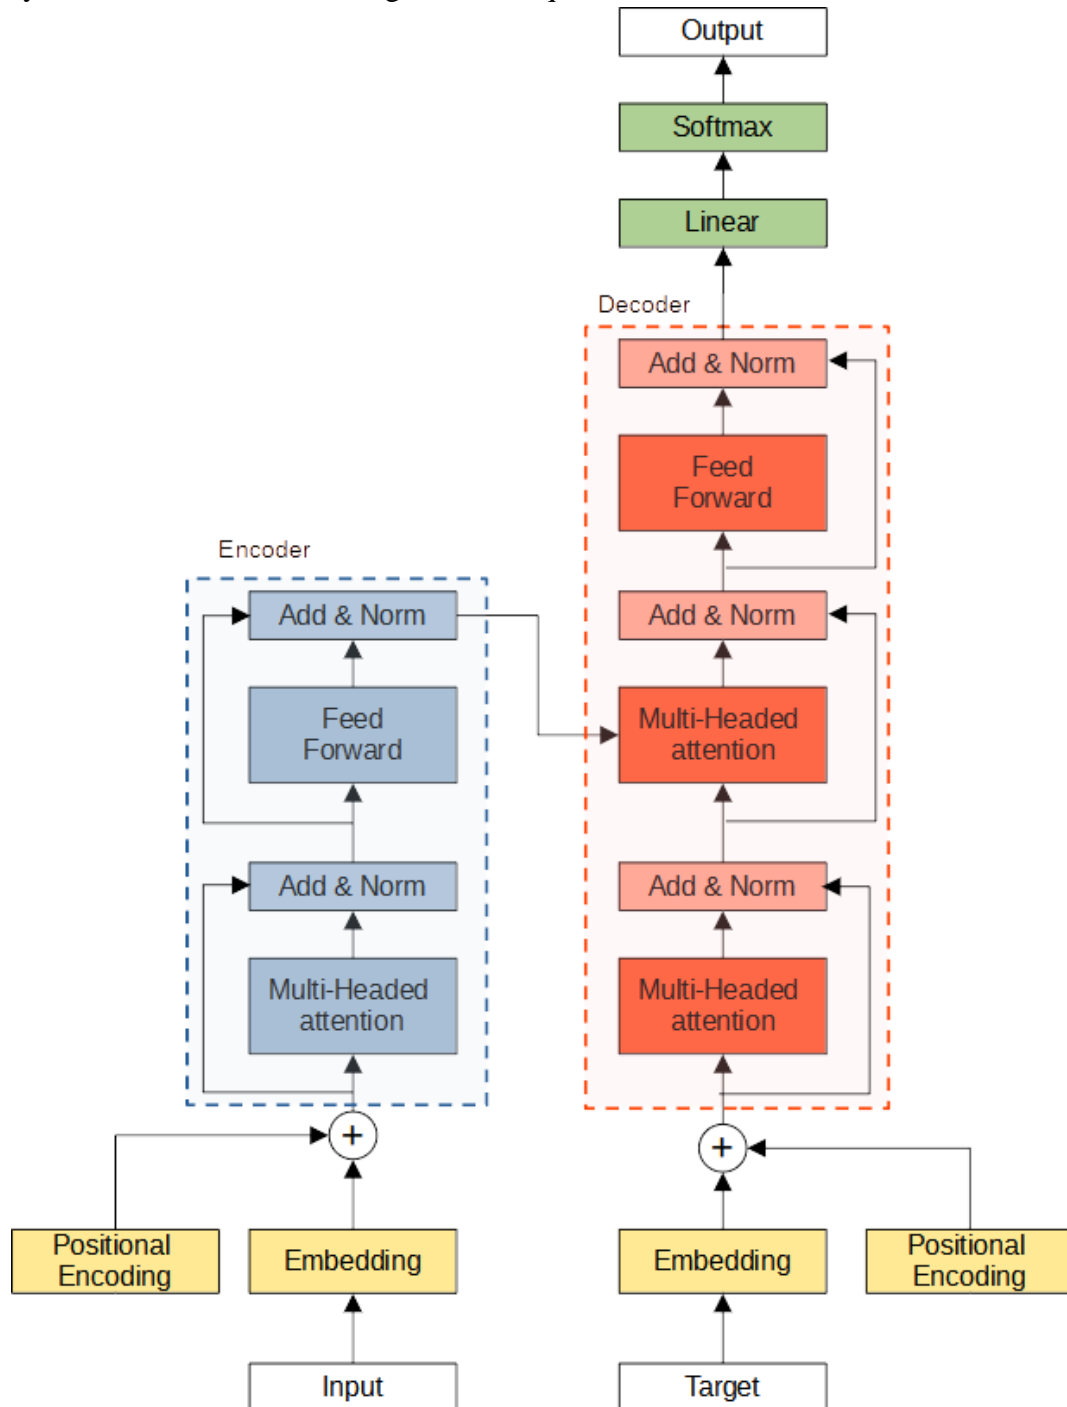 Output
Softmax
Linear
Decoder
Add & Norm
Feed
Forward
Encoder
Add & Norm
Add & Norm
Feed
Forward
Multi-Headed
attention
Add & Norm
Add & Norm
Multi-Headed
attention
Multi-Headed
attention
+
+
Positional
Encoding
Embedding
Embedding
Positional
Encoding
Input
Target